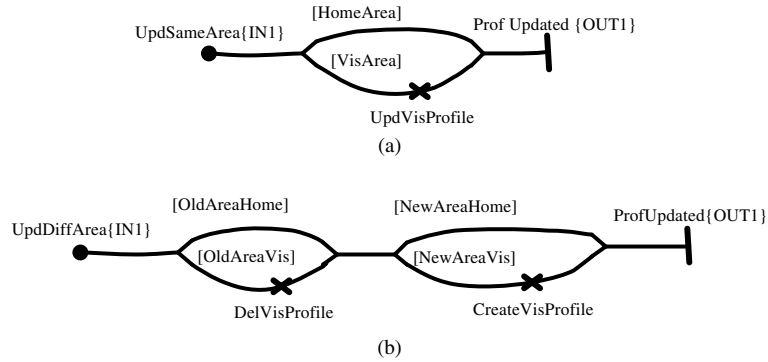 [HomeArea]
UpdSameArea{IN1}
Prof Updated {OUT1}
[VisArea]
UpdVisProfile
(a)
[OldAreaHome]
[NewAreaHome]
UpdDiffArea{IN1}
ProfUpdated{OUT1}
[OldAreaVis]
[NewAreaVis]
DelVisProfile
CreateVisProfile
(b)